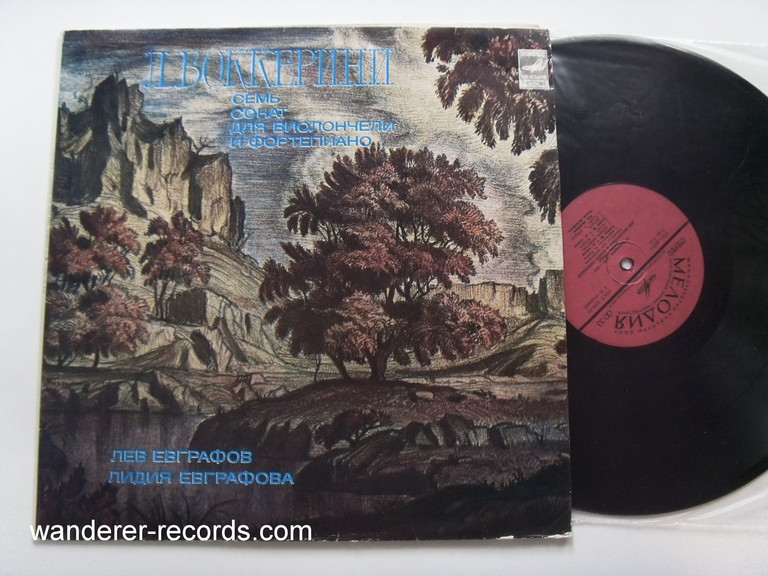 Л.БОККЕРИНИ
СЕМЬ
СОНАТ
ДЛЯ ВИОЛОНЧЕЛИ
И ФОРТЕПИАНО
ЛЕВ ЕВГРАФОВ
ЛИДИЯ ЕВГРАФОВА
МЕЛОДИЯ
wanderer-records.com